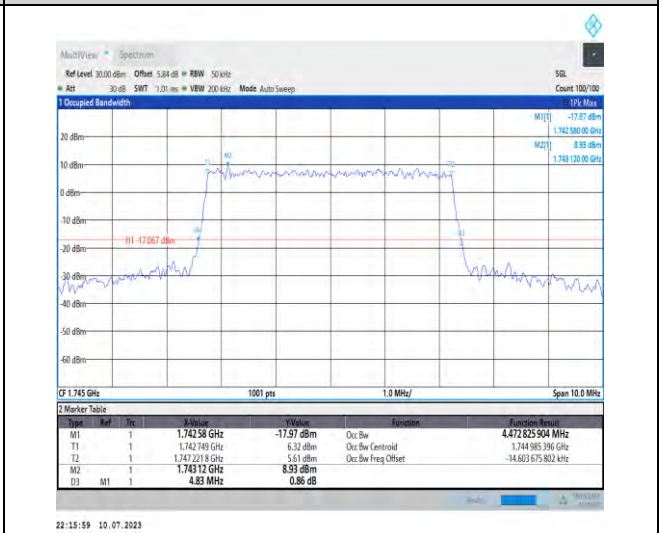 MultiView Spectrum
Ref Level 30.00 dBm Offset 5.84 dB RBW 50 kHz SGL
Att 30 dB SWT 1.01 ms VBW 200 kHz Mode Auto Sweep Count 100/100
1 Occupied Bandwidth 1Pk Max
M1[1] -17.97 dBm
1.742 580 00 GHz
M2[1] 8.93 dBm
1.743 120 00 GHz
20 dBm
10 dBm
0 dBm
-10 dBm
-20 dBm
-30 dBm
-40 dBm
-50 dBm
-60 dBm
T1
M2
H1 -17.067 dBm
CF 1.745 GHz 1001 pts 1.0 MHz/ Span 10.0 MHz
2 Marker Table
Type Ref Trc X-Value Y-Value Function Function Result
M1 1 1.742 58 GHz -17.97 dBm Occ Bw 4.472 825 904 MHz
T1 1 1.742 749 GHz 6.32 dBm Occ Bw Centroid 1.744 985 396 GHz
T2 1 1.747 221 8 GHz 5.61 dBm Occ Bw Freq Offset -14.603 675 802 kHz
M2 1 1.743 12 GHz 8.93 dBm
D3 M1 1 4.83 MHz 0.86 dB
22:15:59 10.07.2023